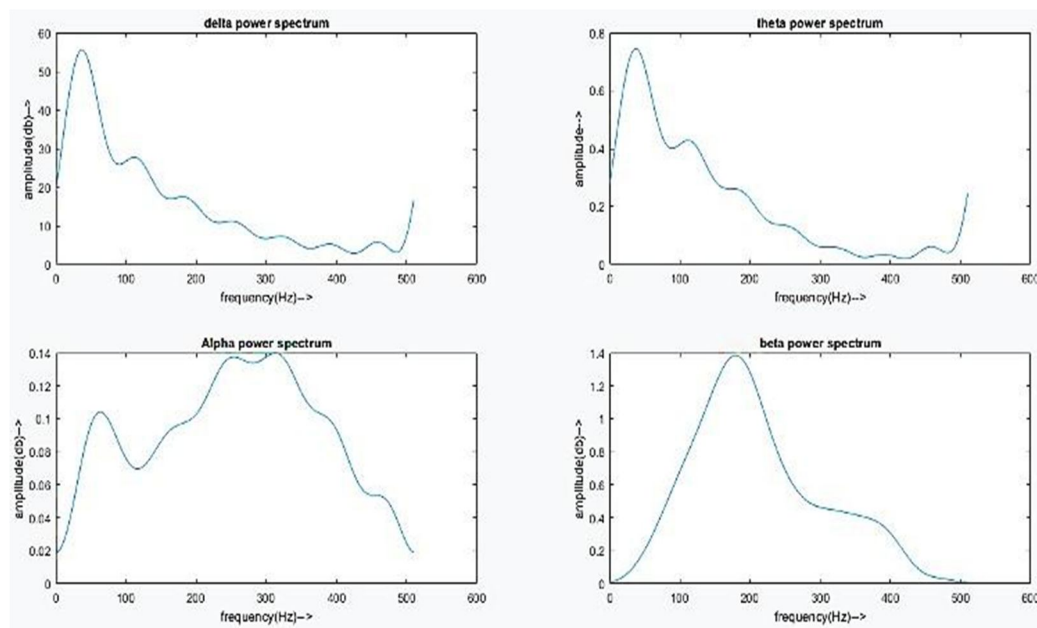 delta power spectrum
60
50
40
30
20
10
0
amplitude(db)-->
0 100 200 300 400 500 600
frequency(Hz)-->
theta power spectrum
0.8
0.6
0.4
0.2
0
amplitude-->
0 100 200 300 400 500 600
frequency(Hz)-->
Alpha power spectrum
0.14
0.12
0.1
0.08
0.06
0.04
0.02
0
amplitude(db)-->
0 100 200 300 400 500 600
frequency(Hz)-->
beta power spectrum
1.4
1.2
1
0.8
0.6
0.4
0.2
0
amplitude(db)-->
0 100 200 300 400 500 600
frequency(Hz)-->